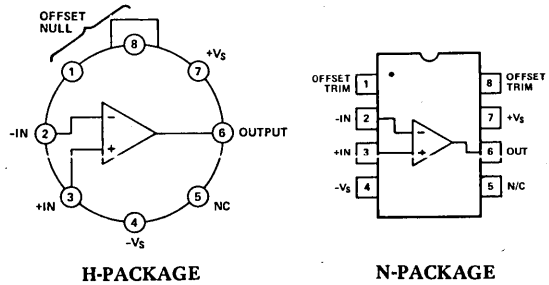 OFFSET
NULL
8
1
7
+VS
-IN
2
−
+
6
OUTPUT
+IN
3
5
NC
4
-VS
H-PACKAGE
OFFSET
TRIM
1
8
OFFSET
TRIM
-IN
2
−
7
+VS
+IN
3
+
6
OUT
-VS
4
5
N/C
N-PACKAGE